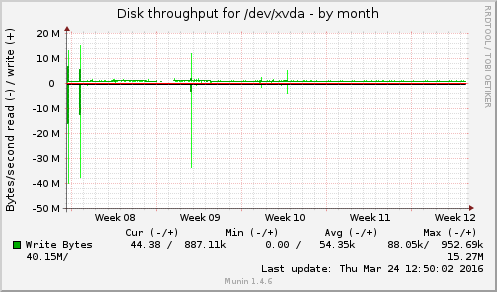 Disk throughput for /dev/xvda - by month
RRDTOOL / TOBI OETIKER
Bytes/second read (-) / write (+)
20 M
10 M
0
-10 M
-20 M
-30 M
-40 M
-50 M
Week 08 Week 09 Week 10 Week 11 Week 12
Cur (-/+) Min (-/+) Avg (-/+) Max (-/+)
Write Bytes 44.38 / 887.11k 0.00 / 54.35k 88.05k/ 952.69k
40.15M/ 15.27M
Last update: Thu Mar 24 12:50:02 2016
Munin 1.4.6